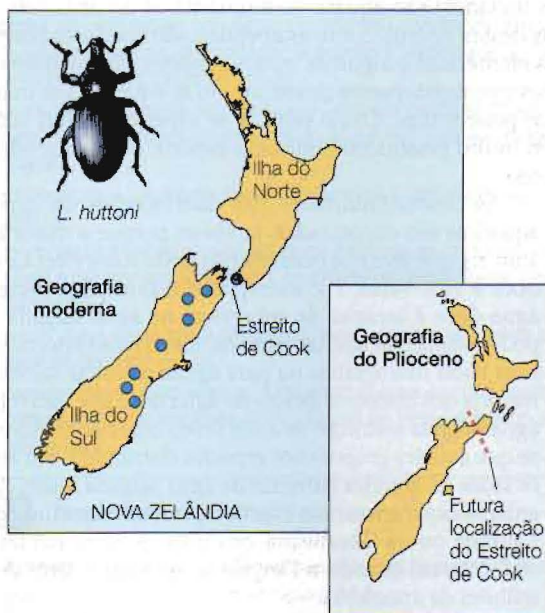 L. huttoni
Ilha do
Norte
Geografia
moderna
Estreito
de Cook
Ilha do
Sul
NOVA ZELÂNDIA
Geografia
do Plioceno
Futura
localização
do Estreito
de Cook